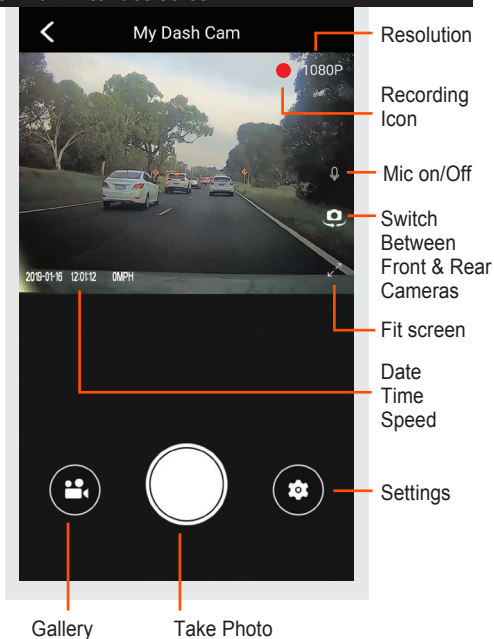 My Dash Cam
Resolution
1080P
Recording
Icon
Mic on/Off
Switch
Between
Front & Rear
Cameras
2019-01-16 12:01:12 0MPH
Fit screen
Date
Time
Speed
Settings
Gallery
Take Photo